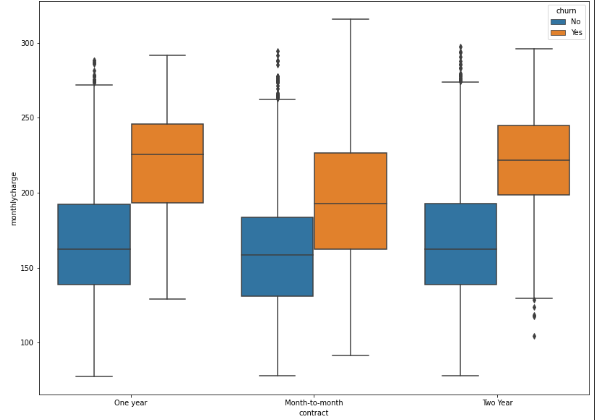 churn
No
Yes
300
250
200
150
100
monthlycharge
One year
Month-to-month
Two Year
contract